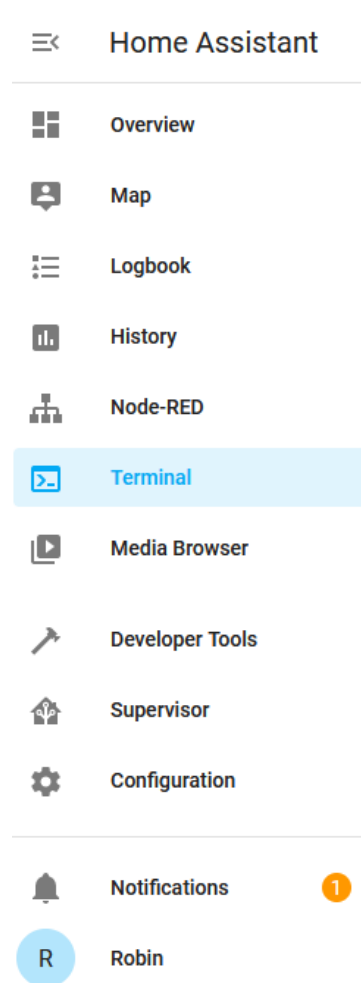 Home Assistant
Overview
Map
Logbook
History
Node-RED
Terminal
Media Browser
Developer Tools
Supervisor
Configuration
Notifications 1
R Robin